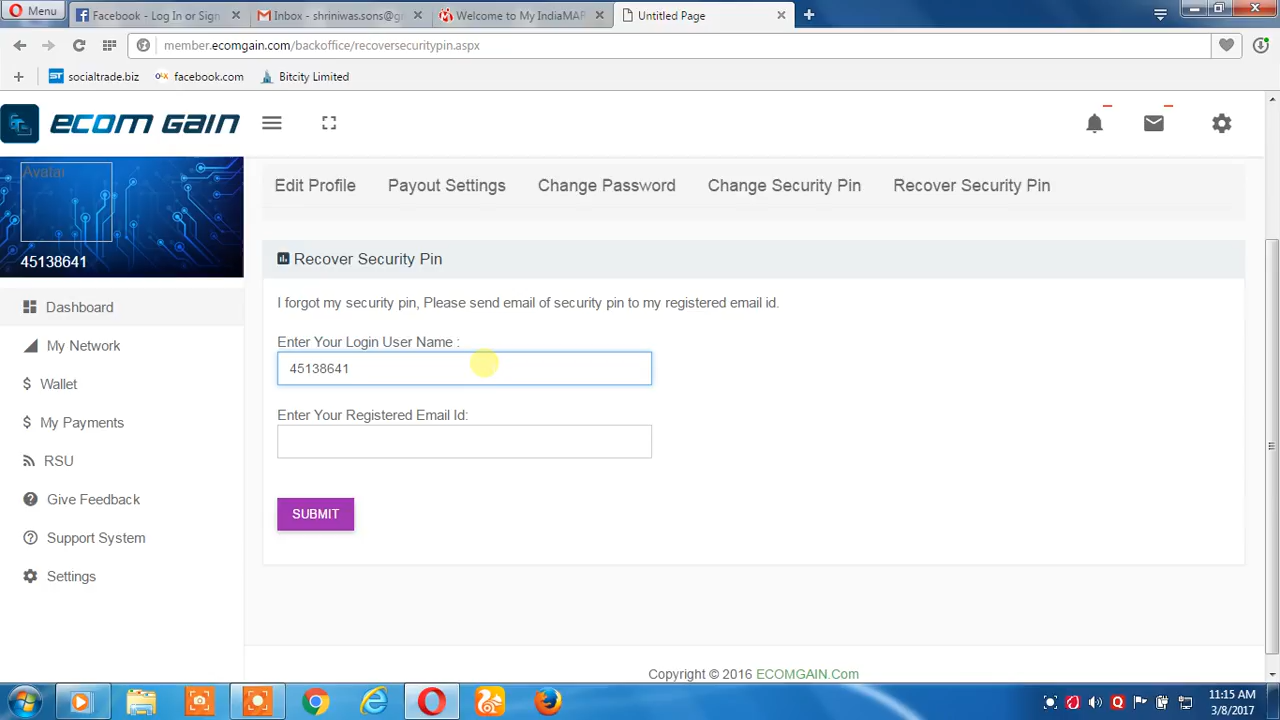 Menu
Facebook - Log In or Sign
Inbox - shriniwas.sons@g
Welcome to My IndiaMAR
Untitled Page
member.ecomgain.com/backoffice/recoversecuritypin.aspx
socialtrade.biz
facebook.com
Bitcity Limited
ECOM GAIN
Avatar
45138641
Edit Profile
Payout Settings
Change Password
Change Security Pin
Recover Security Pin
Dashboard
My Network
Wallet
My Payments
RSU
Give Feedback
Support System
Settings
Recover Security Pin
I forgot my security pin, Please send email of security pin to my registered email id.
Enter Your Login User Name :
45138641
Enter Your Registered Email Id:
SUBMIT
Copyright © 2016 ECOMGAIN.Com
11:15 AM
3/8/2017